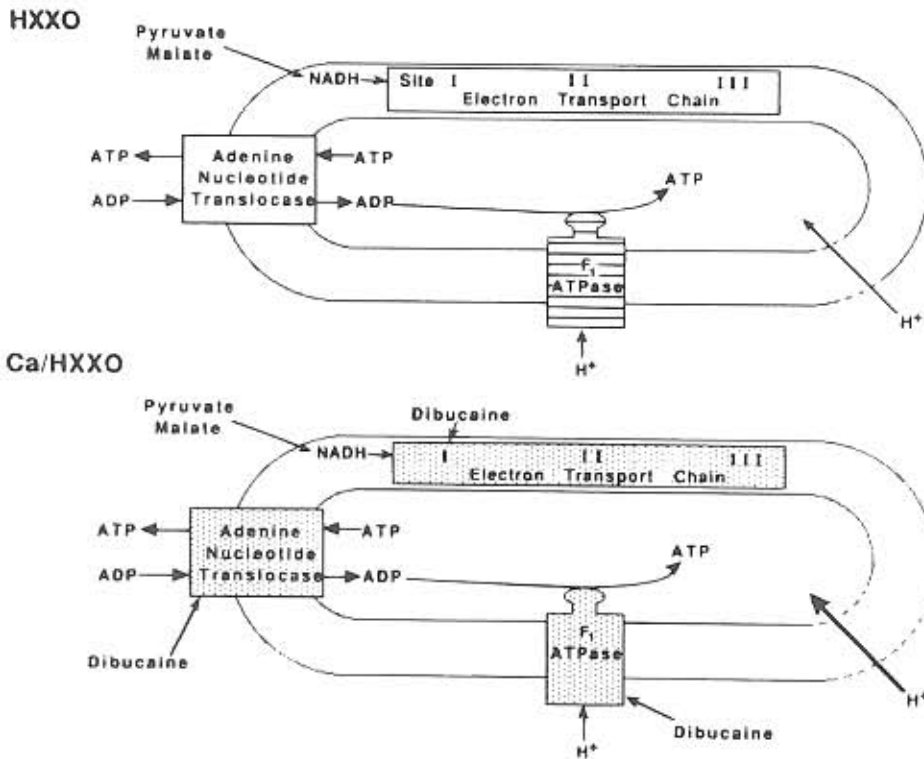 HXXO
Pyruvate
Malate
NADH
Site I II III
Electron Transport Chain
ATP
Adenine
Nucleotide
Translocase
ATP
ADP
ADP
ATP
F1
ATPase
H+
H+
Ca/HXXO
Pyruvate
Malate
Dibucaine
NADH
I II III
Electron Transport Chain
ATP
Adenine
Nucleotide
Translocase
ATP
ADP
ADP
ATP
Dibucaine
F1
ATPase
H+
Dibucaine
H+